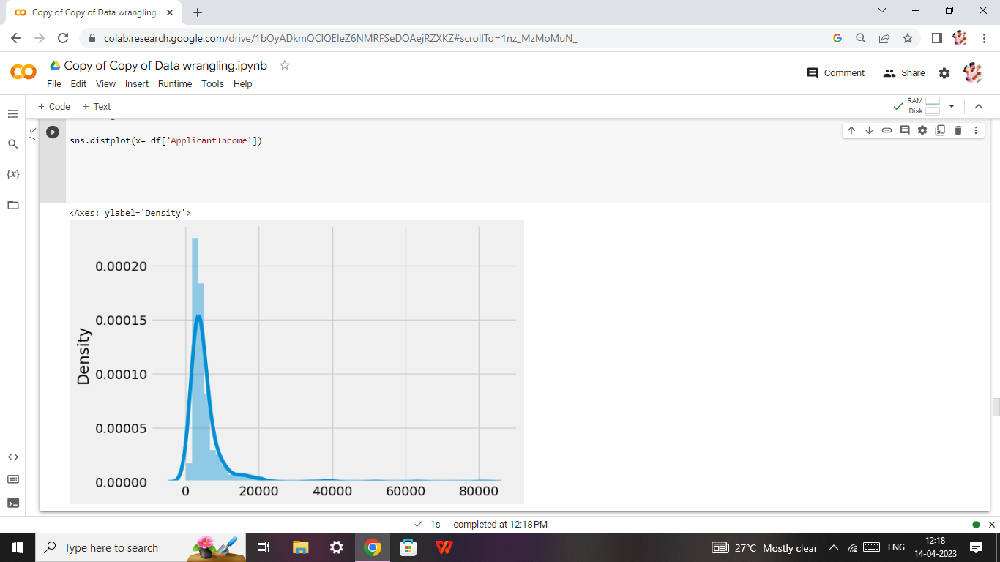 Copy of Copy of Data wrangling.
colab.research.google.com/drive/1bOyADkmQClQEIeZ6NMRFSeDOAejRZXKZ#scrollTo=1nz_MzMoMuN_
Copy of Copy of Data wrangling.ipynb
Comment
Share
File Edit View Insert Runtime Tools Help
+ Code + Text
RAM
Disk
1s
sns.distplot(x= df['ApplicantIncome'])
{x}
<Axes: ylabel='Density'>
0.00020
0.00015
0.00010
0.00005
0.00000
Density
0 20000 40000 60000 80000
1s completed at 12:18 PM
Type here to search
27°C Mostly clear
ENG
12:18
14-04-2023